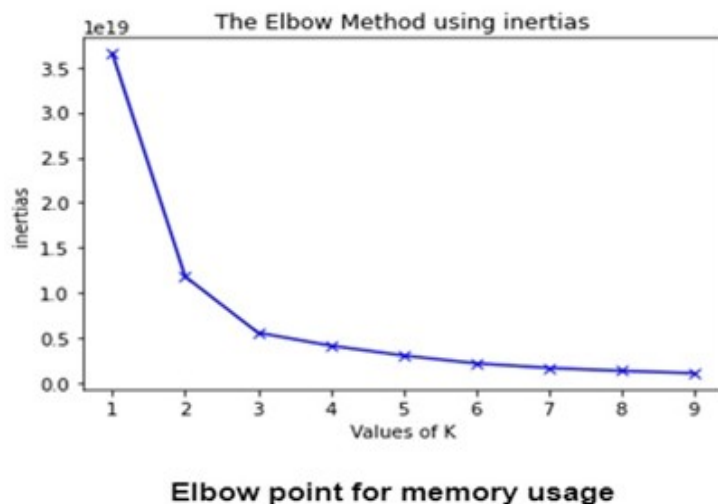 The Elbow Method using inertias
1e19
3.5
3.0
2.5
2.0
1.5
1.0
0.5
0.0
inertias
1 2 3 4 5 6 7 8 9
Values of K
Elbow point for memory usage